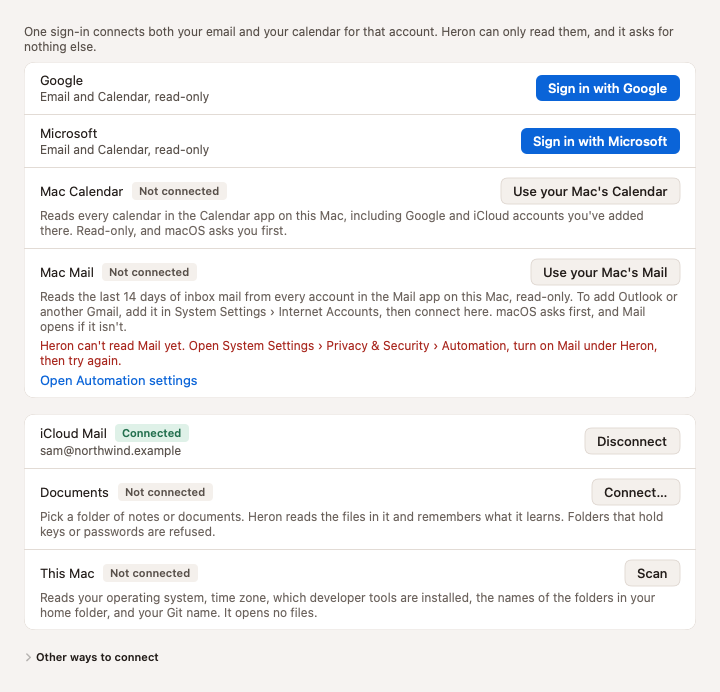 One sign-in connects both your email and your calendar for that account. Heron can only read them, and it asks for
nothing else.
Google
Email and Calendar, read-only
Sign in with Google
Microsoft
Email and Calendar, read-only
Sign in with Microsoft
Mac Calendar
Not connected
Use your Mac's Calendar
Reads every calendar in the Calendar app on this Mac, including Google and iCloud accounts you've added
there. Read-only, and macOS asks you first.
Mac Mail
Not connected
Use your Mac's Mail
Reads the last 14 days of inbox mail from every account in the Mail app on this Mac, read-only. To add Outlook or
another Gmail, add it in System Settings › Internet Accounts, then connect here. macOS asks first, and Mail
opens if it isn't.
Heron can't read Mail yet. Open System Settings › Privacy & Security › Automation, turn on Mail under Heron,
then try again.
Open Automation settings
iCloud Mail
Connected
sam@northwind.example
Disconnect
Documents
Not connected
Connect...
Pick a folder of notes or documents. Heron reads the files in it and remembers what it learns. Folders that hold
keys or passwords are refused.
This Mac
Not connected
Scan
Reads your operating system, time zone, which developer tools are installed, the names of the folders in your
home folder, and your Git name. It opens no files.
Other ways to connect